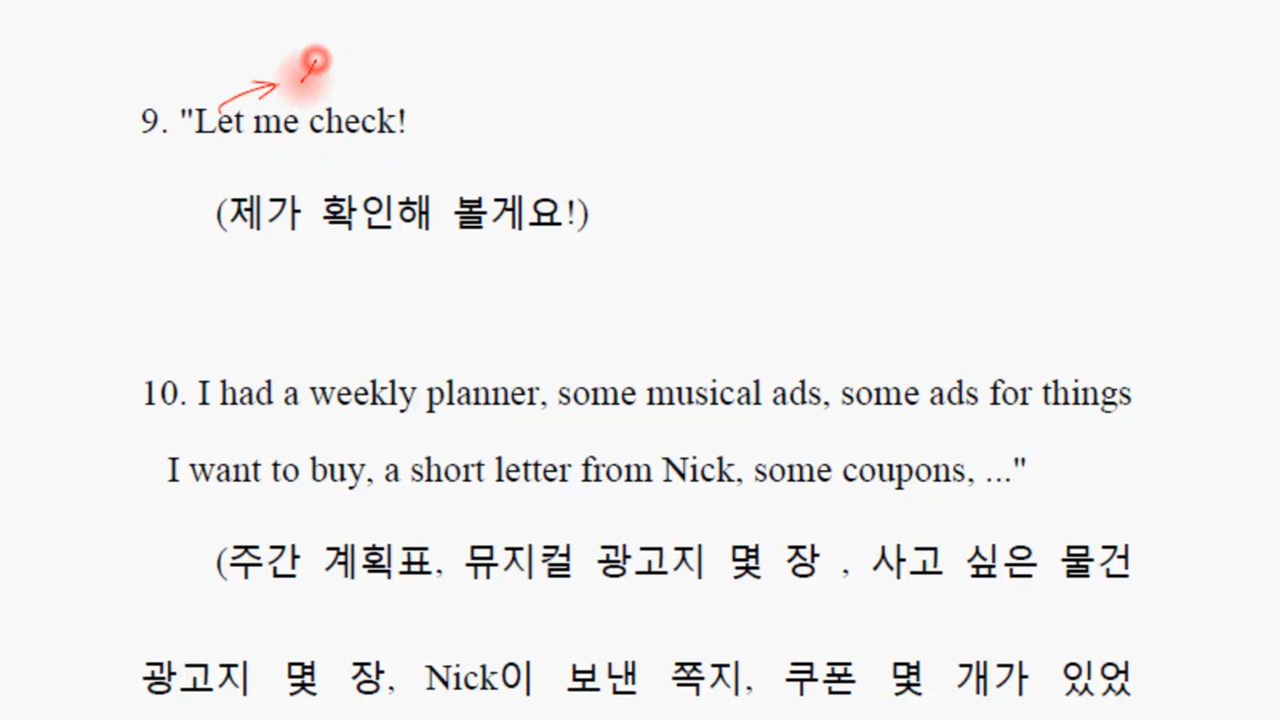 9. "Let me check!
(제가 확인해 볼게요!)
10. I had a weekly planner, some musical ads, some ads for things
I want to buy, a short letter from Nick, some coupons, ..."
(주간 계획표, 뮤지컬 광고지 몇 장 , 사고 싶은 물건
광고지 몇 장, Nick이 보낸 쪽지, 쿠폰 몇 개가 있었